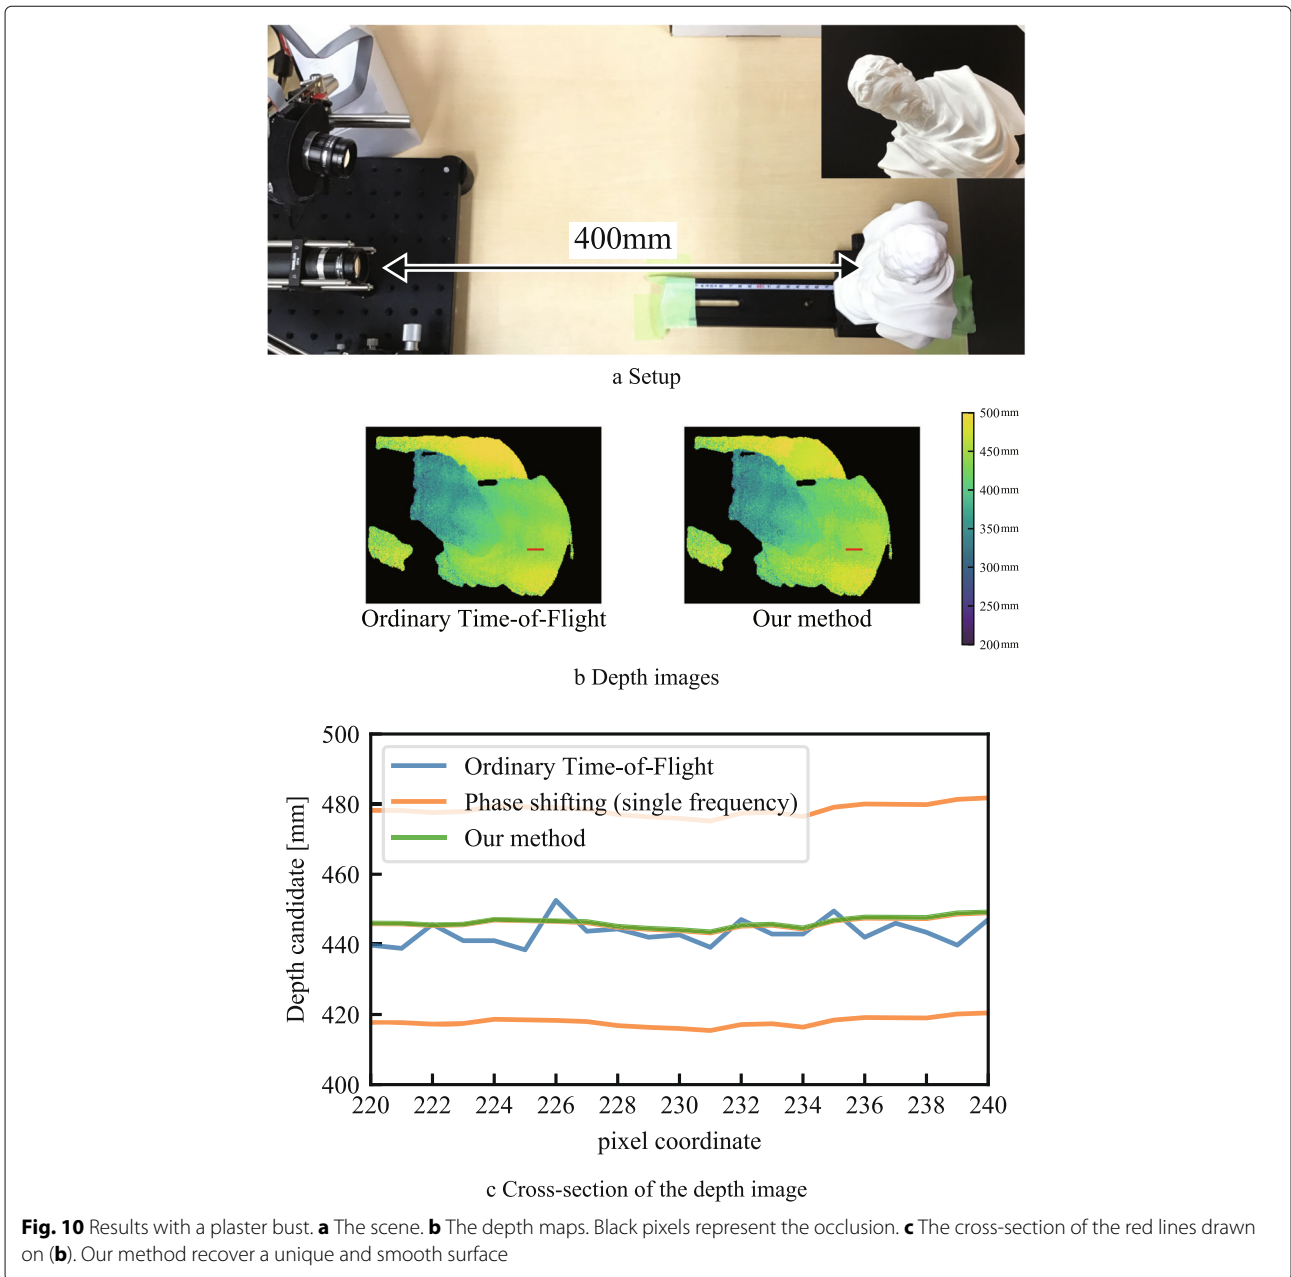 400mm
a Setup
500mm
450mm
400mm
350mm
300mm
250mm
200mm
Ordinary Time-of-Flight
Our method
b Depth images
500
480
460
440
420
400
Depth candidate [mm]
Ordinary Time-of-Flight
Phase shifting (single frequency)
Our method
220 222 224 226 228 230 232 234 236 238 240
pixel coordinate
c Cross-section of the depth image
Fig. 10 Results with a plaster bust. a The scene. b The depth maps. Black pixels represent the occlusion. c The cross-section of the red lines drawn
on (b). Our method recover a unique and smooth surface